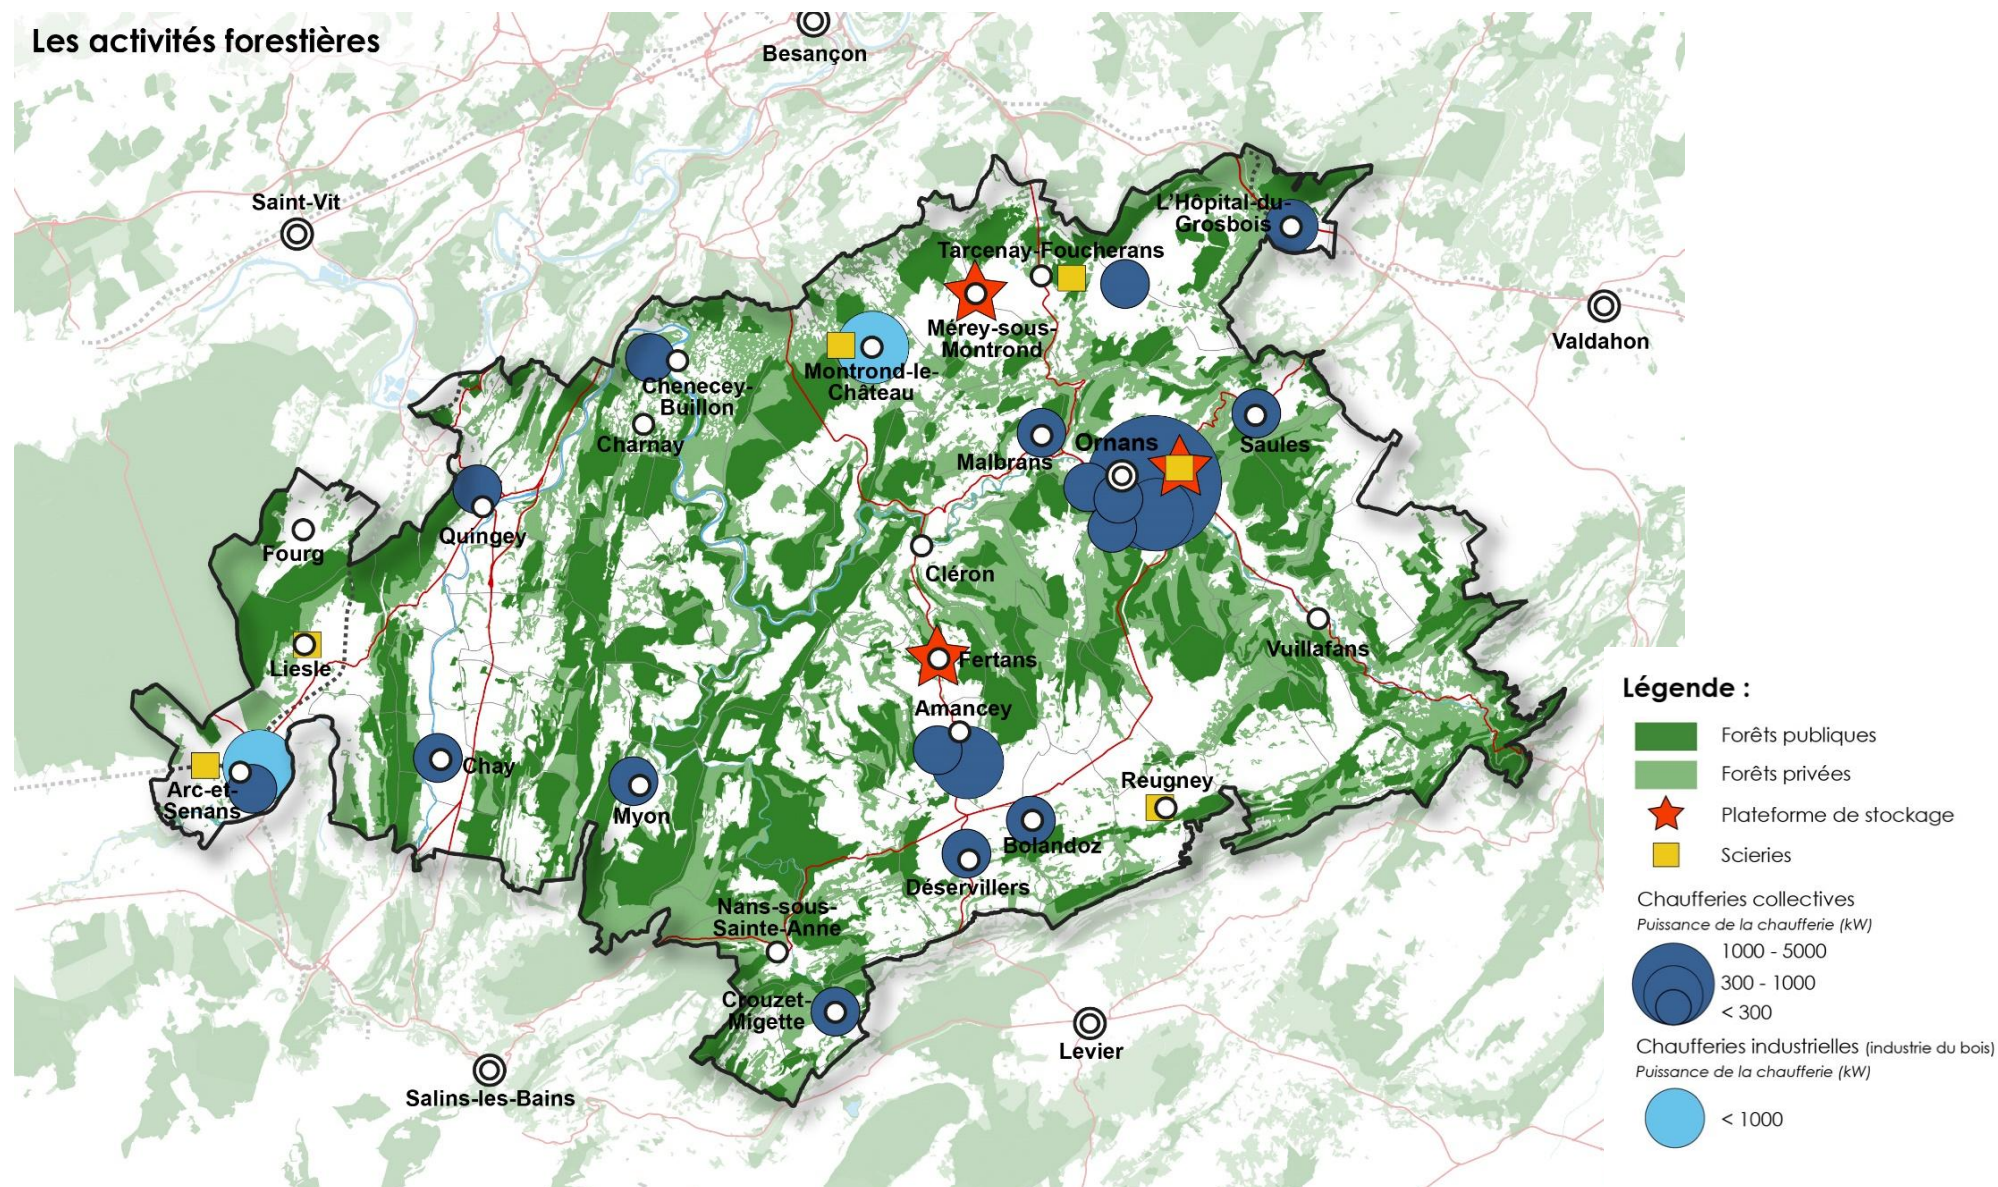 Les activités forestières
Besançon
Saint-Vit
L'Hôpital-du-
Grosbois
Tarcenay-Foucherans
Valdahon
Mérey-sous-
Montrond
Montrond-le-
Château
Chenecey-
Buillon
Charnay
Malbrans
Ornans
Saules
Quingey
Fourg
Cléron
Liesle
Vuillafans
Fertans
Amancey
Chay
Reugney
Arc-et-
Senans
Myon
Bolandoz
Déservillers
Nans-sous-
Sainte-Anne
Crouzet-
Migette
Levier
Salins-les-Bains
Légende :
Forêts publiques
Forêts privées
Plateforme de stockage
Scieries
Chaufferies collectives
Puissance de la chaufferie (kW)
1000 - 5000
300 - 1000
< 300
Chaufferies industrielles (industrie du bois)
Puissance de la chaufferie (kW)
< 1000